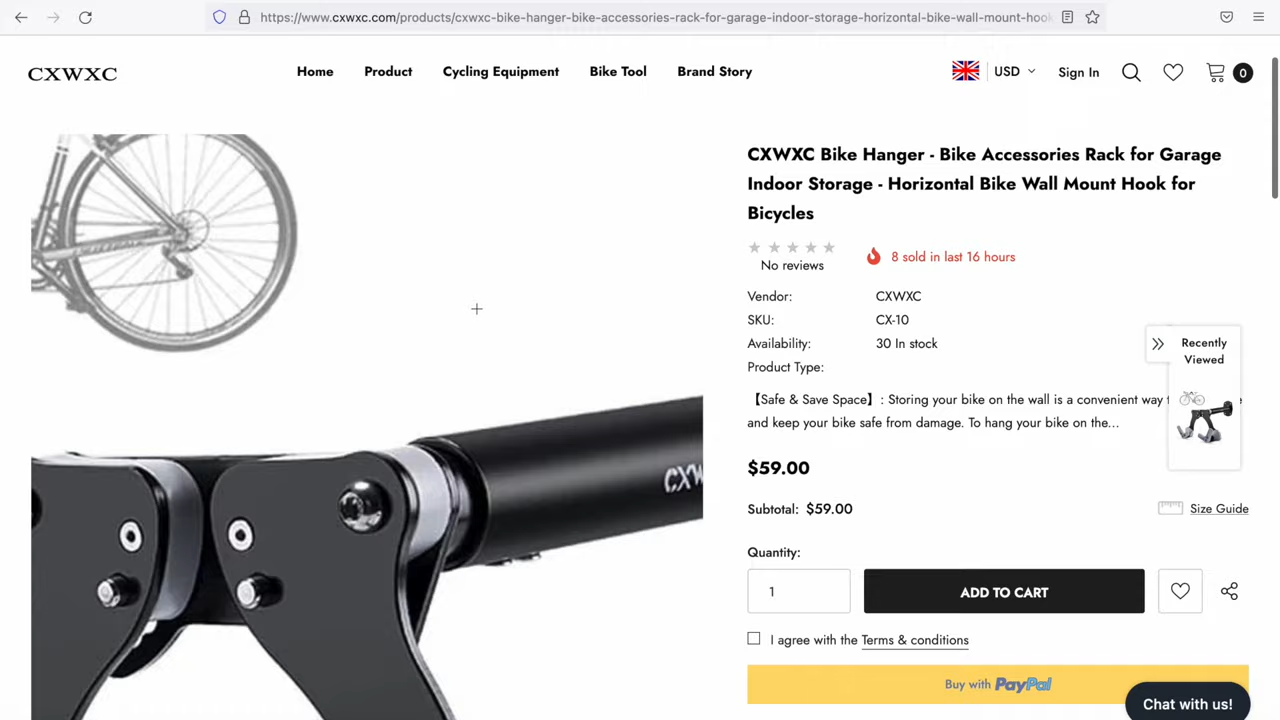 https://www.cxwxc.com/products/cxwxc-bike-hanger-bike-accessories-rack-for-garage-indoor-storage-horizontal-bike-wall-mount-hook
CXWXC
Home Product Cycling Equipment Bike Tool Brand Story
USD Sign In 0
CXWXC Bike Hanger - Bike Accessories Rack for Garage
Indoor Storage - Horizontal Bike Wall Mount Hook for
Bicycles
No reviews
8 sold in last 16 hours
Vendor: CXWXC
SKU: CX-10
Availability: 30 In stock
Product Type:
Recently
Viewed
【Safe & Save Space】: Storing your bike on the wall is a convenient way
and keep your bike safe from damage. To hang your bike on the...
$59.00
Subtotal: $59.00
Size Guide
Quantity:
1
ADD TO CART
I agree with the Terms & conditions
Buy with PayPal
Chat with us!
CXW